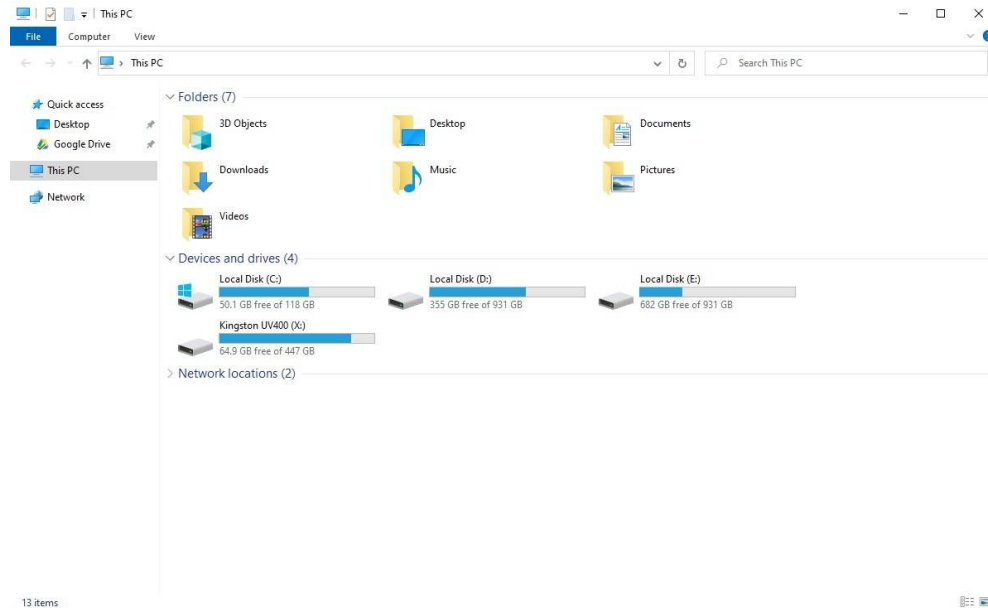 This PC
File Computer View
This PC
Search This PC
Quick access
Desktop
Google Drive
This PC
Network
Folders (7)
3D Objects
Desktop
Documents
Downloads
Music
Pictures
Videos
Devices and drives (4)
Local Disk (C:)
50.1 GB free of 118 GB
Local Disk (D:)
355 GB free of 931 GB
Local Disk (E:)
682 GB free of 931 GB
Kingston UV400 (X:)
64.9 GB free of 447 GB
Network locations (2)
13 items